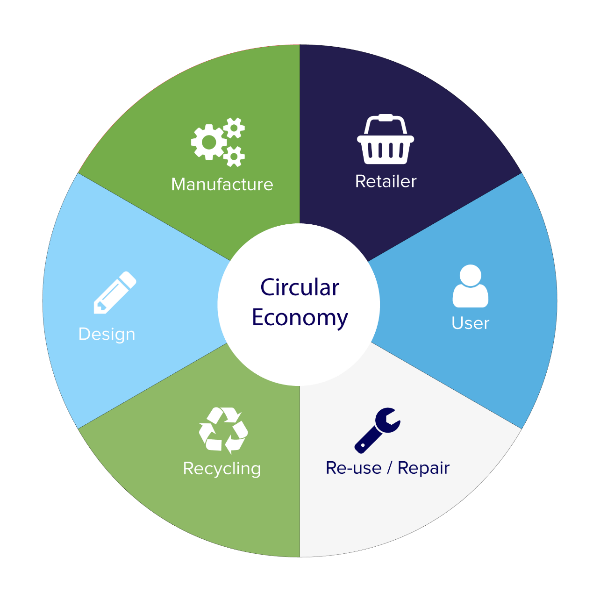 Manufacture
Retailer
Design
Circular
Economy
User
Recycling
Re-use / Repair